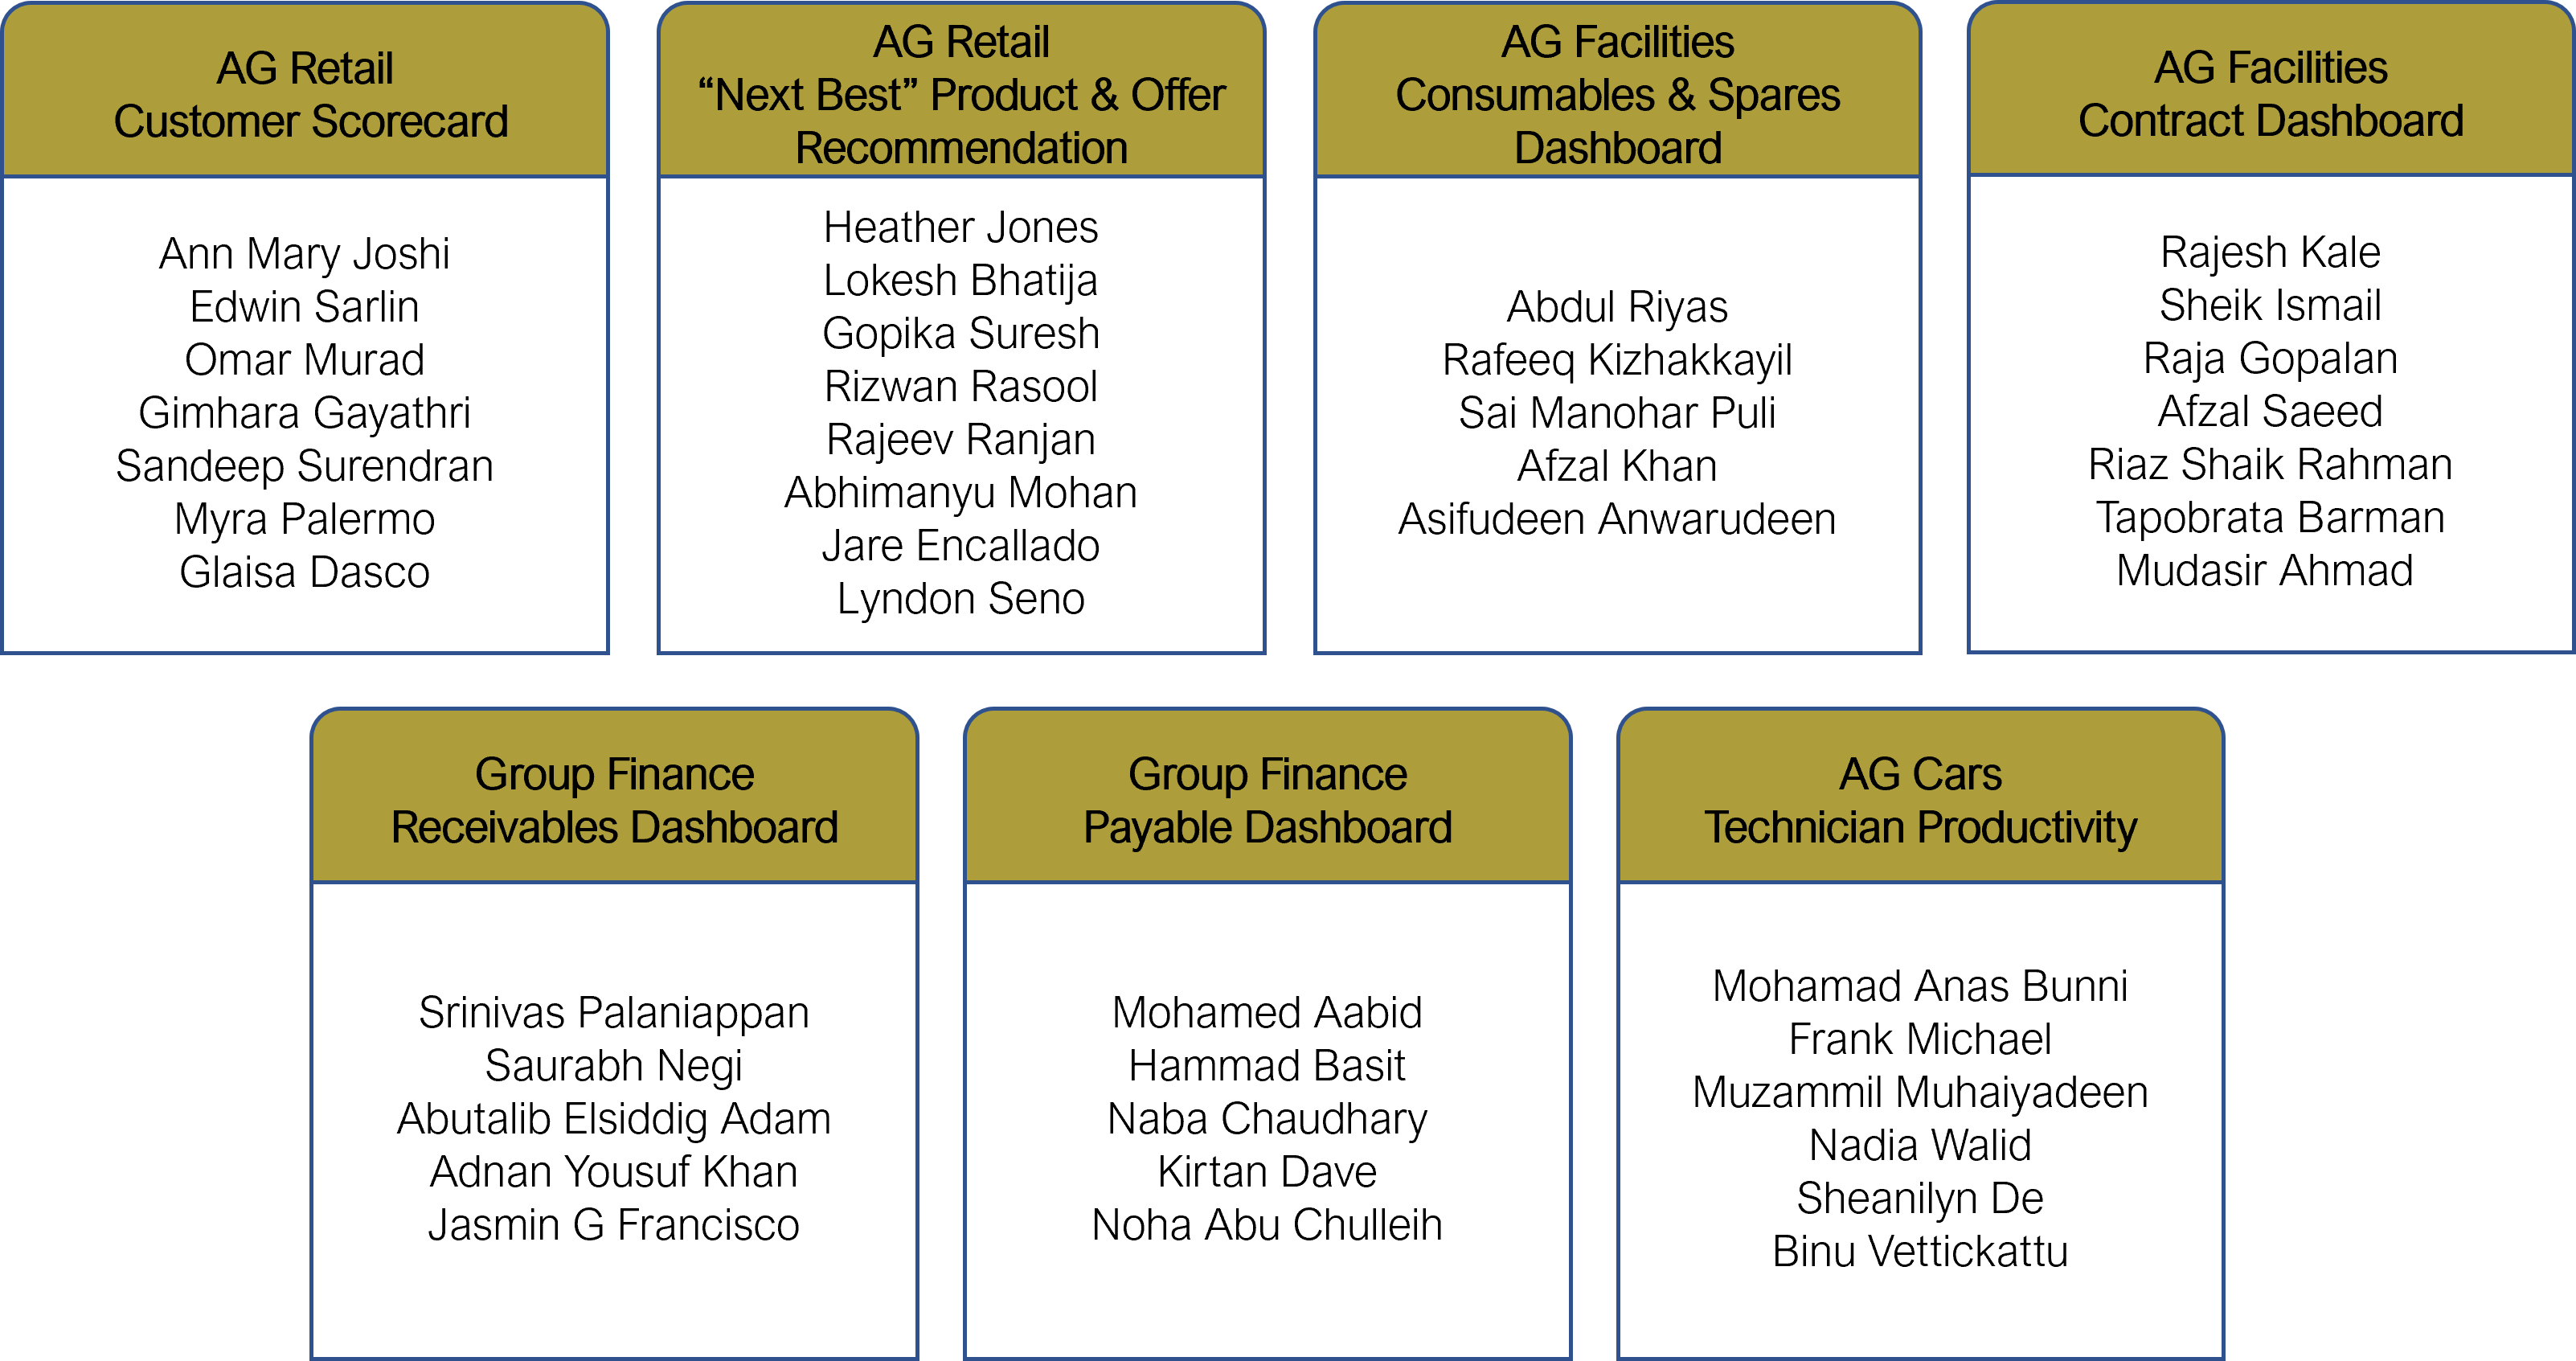 AG Retail
Customer Scorecard
Ann Mary Joshi
Edwin Sarlin
Omar Murad
Gimhara Gayathri
Sandeep Surendran
Myra Palermo
Glaisa Dasco
AG Retail
“Next Best” Product & Offer
Recommendation
Heather Jones
Lokesh Bhatija
Gopika Suresh
Rizwan Rasool
Rajeev Ranjan
Abhimanyu Mohan
Jare Encallado
Lyndon Seno
AG Facilities
Consumables & Spares
Dashboard
Abdul Riyas
Rafeeq Kizhakkayil
Sai Manohar Puli
Afzal Khan
Asifudeen Anwarudeen
AG Facilities
Contract Dashboard
Rajesh Kale
Sheik Ismail
Raja Gopalan
Afzal Saeed
Riaz Shaik Rahman
Tapobrata Barman
Mudasir Ahmad
Group Finance
Receivables Dashboard
Srinivas Palaniappan
Saurabh Negi
Abutalib Elsiddig Adam
Adnan Yousuf Khan
Jasmin G Francisco
Group Finance
Payable Dashboard
Mohamed Aabid
Hammad Basit
Naba Chaudhary
Kirtan Dave
Noha Abu Chulleih
AG Cars
Technician Productivity
Mohamad Anas Bunni
Frank Michael
Muzammil Muhaiyadeen
Nadia Walid
Sheanilyn De
Binu Vettickattu